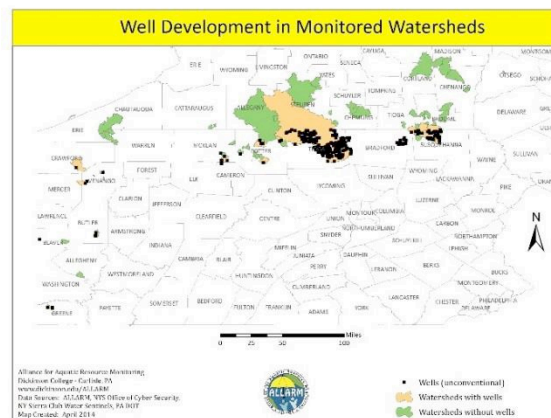 Well Development in Monitored Watersheds
ERIE
WYOMING
LIVINGSTON
ONTARIO
SENECA
CAYUGA
MADISON
OTSEGO
YATES
SCHUYLER
TOMPKINS
CORTLAND
CHENANGO
DELAWARE
CHAUTAUQUA
CATTARAUGUS
ALLEGANY
STEUBEN
CHEMUNG
TIOGA
BROOME
ERIE
WARREN
MCKEAN
POTTER
BRADFORD
SUSQUEHANNA
WAYNE
SULLIVAN
CRAWFORD
FOREST
ELK
CAMERON
SULLIVAN
WYOMING
LACKAWANNA
PIKE
MERCER
VENANGO
CLARION
JEFFERSON
CLINTON
LYCOMING
LUZERNE
LAWRENCE
BUTLER
ARMSTRONG
CLEARFIELD
CENTRE
UNION
MONTOUR
COLUMBIA
CARBON
MONROE
BEAVER
INDIANA
SNYDER
NORTHUMBERLAND
SCHUYLKILL
LEHIGH
NORTHAMPTON
ALLEGHENY
WESTMORELAND
CAMBRIA
BLAIR
MIFFLIN
JUNIATA
PERRY
DAUPHIN
LEBANON
BERKS
BUCKS
WASHINGTON
HUNTINGDON
CUMBERLAND
LANCASTER
CHESTER
MONTGOMERY
PHILADELPHIA
DELAWARE
GREENE
FAYETTE
SOMERSET
BEDFORD
FULTON
FRANKLIN
ADAMS
YORK
N
Miles
0 25 50 100
Alliance for Aquatic Resource Monitoring
Dickinson College - Carlisle, PA
www.dickinson.edu/ALLARM
Data Sources: ALLARM, NYS Office of Cyber Security,
NY Sierra Club Water Sentinels, PA DOT
Map Created: April 2014
ALLARM
Wells (unconventional)
Watersheds with wells
Watersheds without wells